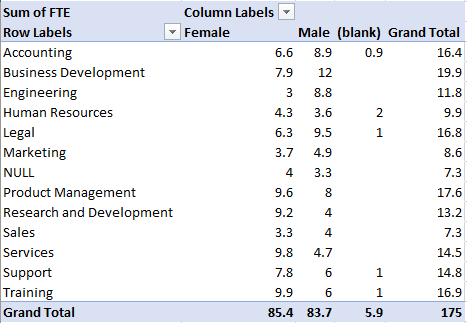 Sum of FTE Column Labels
Row Labels Female Male (blank) Grand Total
Accounting 6.6 8.9 0.9 16.4
Business Development 7.9 12 19.9
Engineering 3 8.8 11.8
Human Resources 4.3 3.6 2 9.9
Legal 6.3 9.5 1 16.8
Marketing 3.7 4.9 8.6
NULL 4 3.3 7.3
Product Management 9.6 8 17.6
Research and Development 9.2 4 13.2
Sales 3.3 4 7.3
Services 9.8 4.7 14.5
Support 7.8 6 1 14.8
Training 9.9 6 1 16.9
Grand Total 85.4 83.7 5.9 175